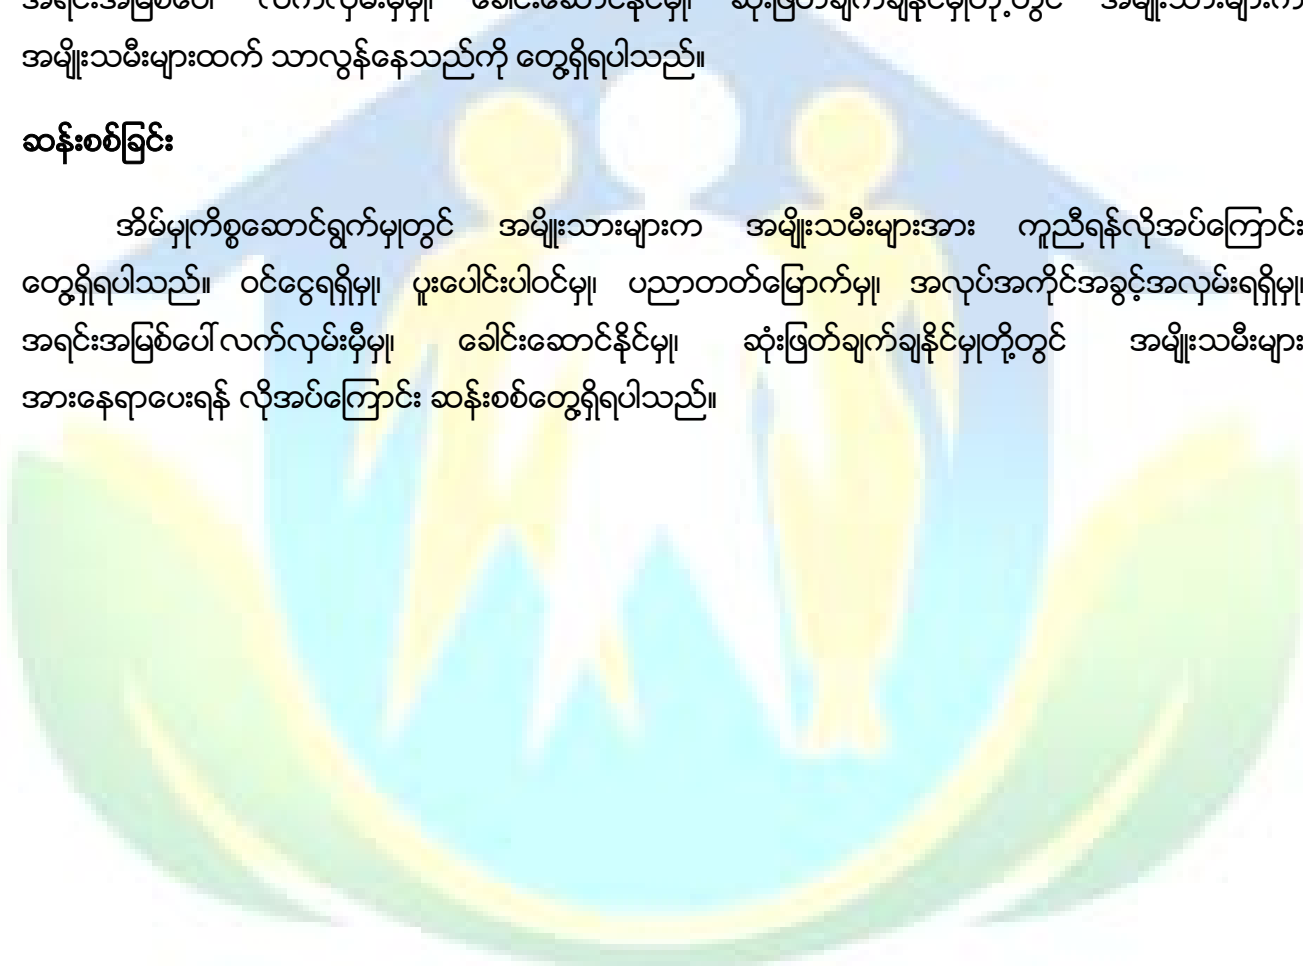 အရင်းအမြစ်ပေါ် လက်လှမ်းမှီမှု၊ ခေါင်းဆောင်နိုင်မှု၊ ဆုံးဖြတ်ချက်ချနိုင်မှုတို့တွင် အမျိုးသားများက
အမျိုးသမီးများထက် သာလွန်နေသည်ကို တွေ့ရှိရပါသည်။
ဆန်းစစ်ခြင်း
အိမ်မှုကိစ္စဆောင်ရွက်မှုတွင် အမျိုးသားများက အမျိုးသမီးများအား ကူညီရန်လိုအပ်ကြောင်း
တွေ့ရှိရပါသည်။ ဝင်ငွေရရှိမှု၊ ပူးပေါင်းပါဝင်မှု၊ ပညာတတ်မြောက်မှု၊ အလုပ်အကိုင်အခွင့်အလှမ်းရရှိမှု၊
အရင်းအမြစ်ပေါ်လက်လှမ်းမှီမှု၊ ခေါင်းဆောင်နိုင်မှု၊ ဆုံးဖြတ်ချက်ချနိုင်မှုတို့တွင် အမျိုးသမီးများ
အားနေရာပေးရန် လိုအပ်ကြောင်း ဆန်းစစ်တွေ့ရှိရပါသည်။